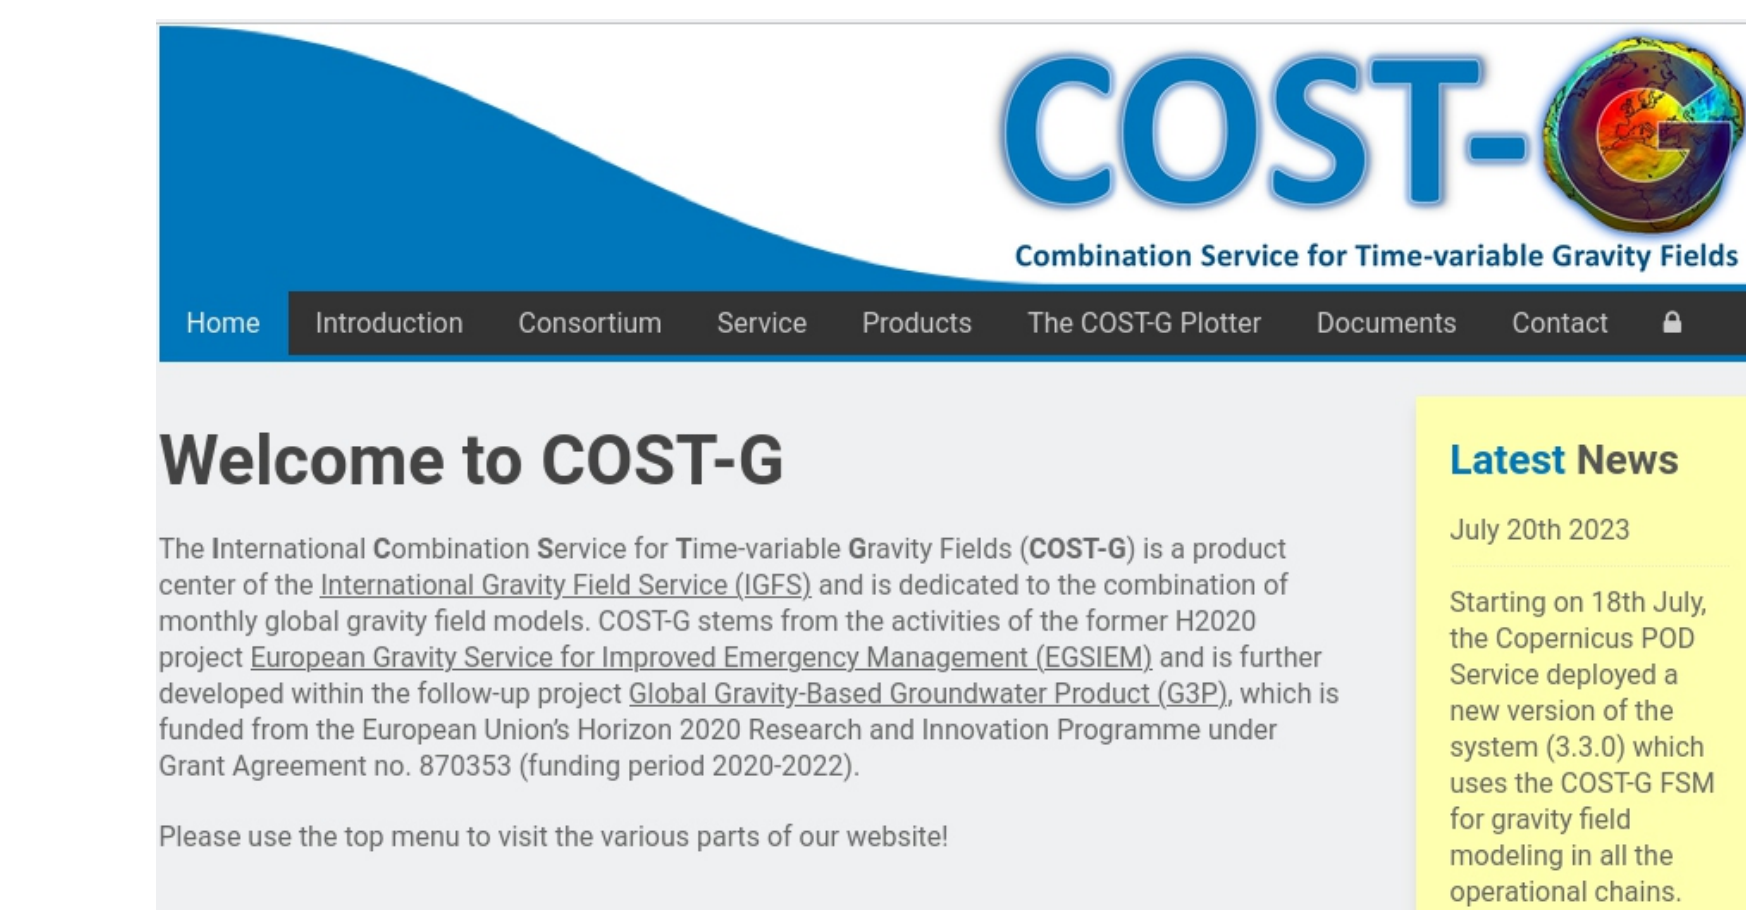 COST-G
Combination Service for Time-variable Gravity Fields
Home Introduction Consortium Service Products The COST-G Plotter Documents Contact
Welcome to COST-G
The International Combination Service for Time-variable Gravity Fields (COST-G) is a product
center of the International Gravity Field Service (IGFS) and is dedicated to the combination of
monthly global gravity field models. COST-G stems from the activities of the former H2020
project European Gravity Service for Improved Emergency Management (EGSIEM) and is further
developed within the follow-up project Global Gravity-Based Groundwater Product (G3P), which is
funded from the European Union’s Horizon 2020 Research and Innovation Programme under
Grant Agreement no. 870353 (funding period 2020-2022).
Please use the top menu to visit the various parts of our website!
Latest News
July 20th 2023
Starting on 18th July,
the Copernicus POD
Service deployed a
new version of the
system (3.3.0) which
uses the COST-G FSM
for gravity field
modeling in all the
operational chains.